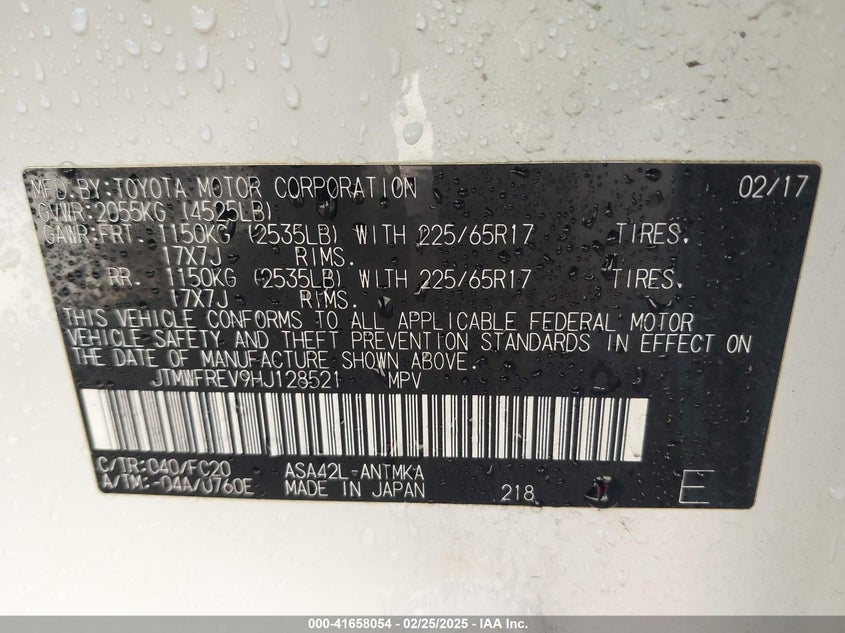 MFD.BY:TOYOTA MOTOR CORPORATION 02/17
GVWR:2055KG (4525LB)
GAWR:FRT. 1150KG (2535LB) WITH 225/65R17 TIRES.
17X7J RIMS.
RR. 1150KG (2535LB) WITH 225/65R17 TIRES.
17X7J RIMS.
THIS VEHICLE CONFORMS TO ALL APPLICABLE FEDERAL MOTOR
VEHICLE SAFETY AND THEFT PREVENTION STANDARDS IN EFFECT ON
THE DATE OF MANUFACTURE SHOWN ABOVE.
JTMWFREV9HJ128521 MPV
C/TR:040/FC20 ASA42L-ANTMKA
A/TM:-04A/U760E MADE IN JAPAN 218 E
000-41658054 - 02/25/2025 - IAA Inc.